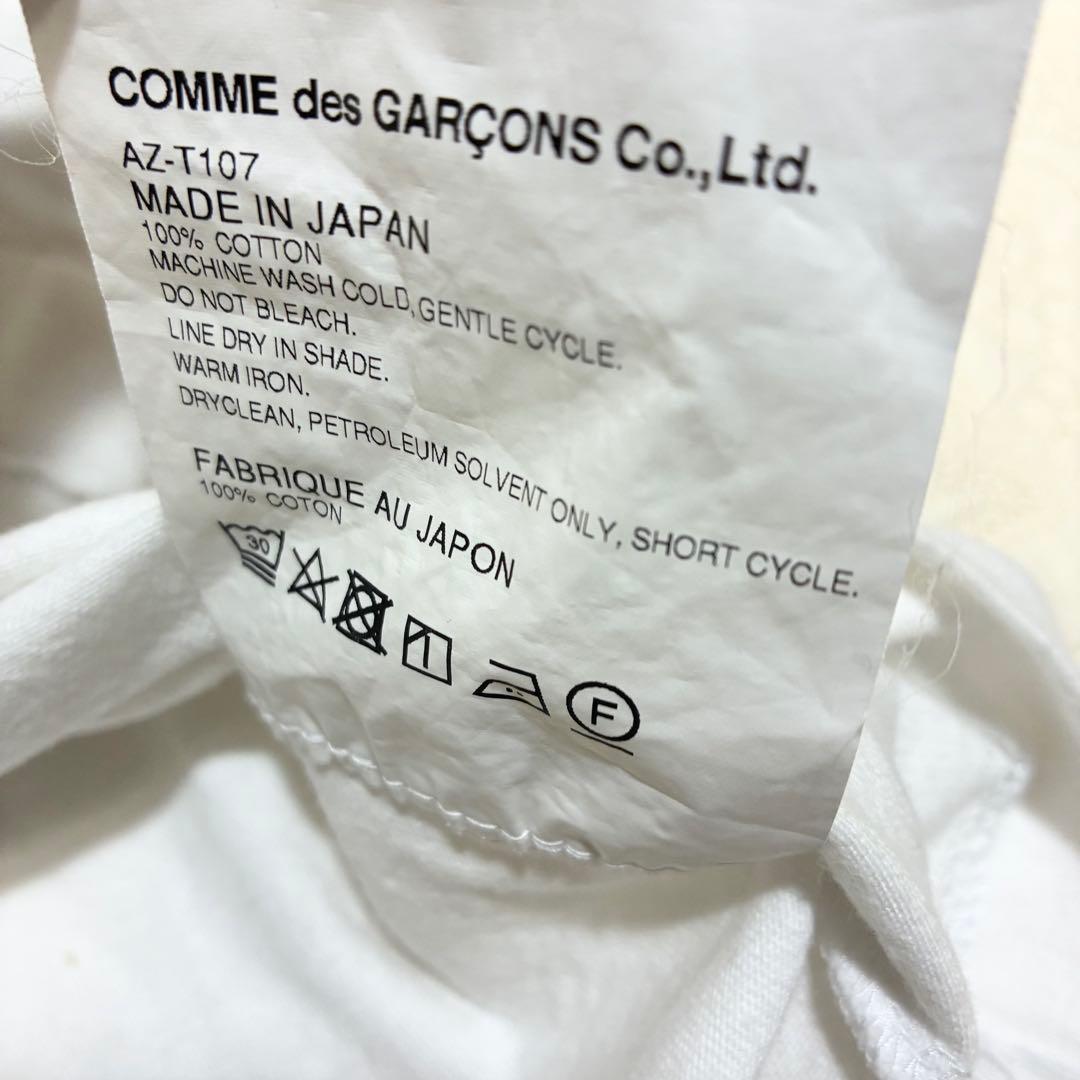 COMME des GARÇONS Co.,Ltd.
AZ-T107
MADE IN JAPAN
100% COTTON
MACHINE WASH COLD,GENTLE CYCLE.
DO NOT BLEACH.
LINE DRY IN SHADE.
WARM IRON.
DRYCLEAN, PETROLEUM SOLVENT ONLY, SHORT CYCLE.
FABRIQUE AU JAPON
100% COTON
30
F